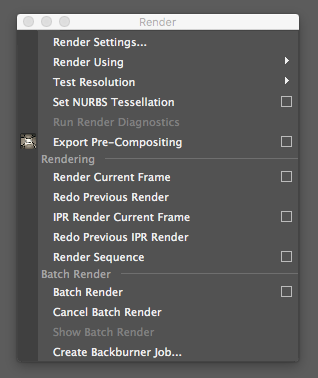 Render
Render Settings...
Render Using
Test Resolution
Set NURBS Tessellation
Run Render Diagnostics
Export Pre-Compositing
Rendering
Render Current Frame
Redo Previous Render
IPR Render Current Frame
Redo Previous IPR Render
Render Sequence
Batch Render
Batch Render
Cancel Batch Render
Show Batch Render
Create Backburner Job...